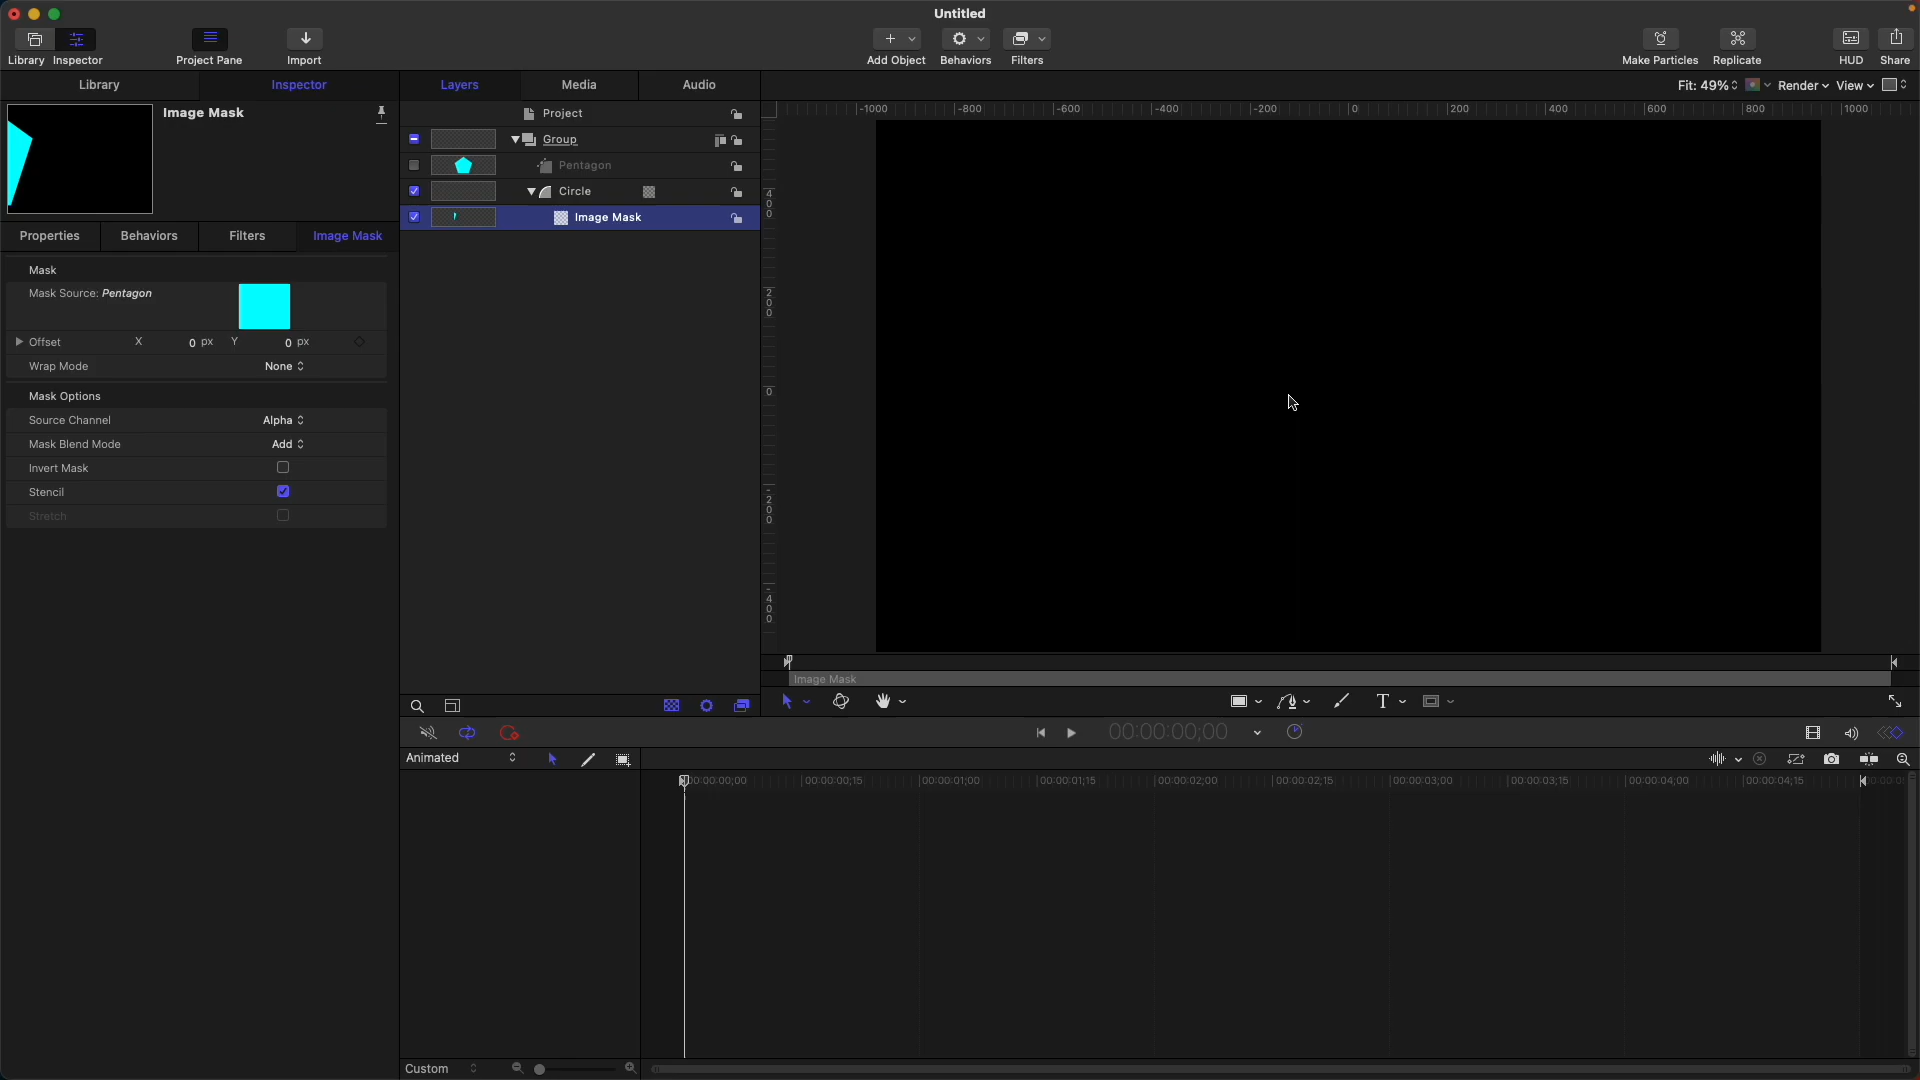 Untitled
Library Inspector Project Pane Import Add Object Behaviors Filters Make Particles Replicate HUD Share
Library Inspector Layers Media Audio Fit: 49% Render View
Image Mask
-1000 -800 -600 -400 -200 0 200 400 600 800 1000
Project
Group
Pentagon
Circle
Image Mask
Properties Behaviors Filters Image Mask
Mask
Mask Source: Pentagon
Offset X 0 px Y 0 px
Wrap Mode None
Mask Options
Source Channel Alpha
Mask Blend Mode Add
Invert Mask
Stencil
Stretch
400
200
0
-200
-400
Image Mask
T
00:00:00;00
Animated
00:00:00;00 00:00:00;15 00:00:01;00 00:00:01;15 00:00:02;00 00:00:02;15 00:00:03;00 00:00:03;15 00:00:04;00 00:00:04;15
Custom